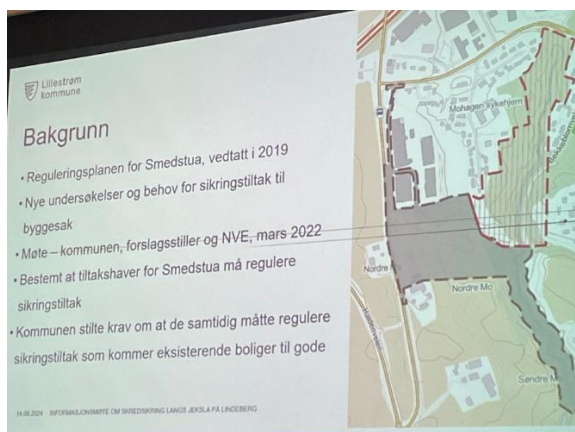 Lillestrøm
kommune
Bakgrunn
• Reguleringsplanen for Smedstua, vedtatt i 2019
• Nye undersøkelser og behov for sikringstiltak til
byggesak
• Møte – kommunen, forslagsstiller og NVE, mars 2022
• Bestemt at tiltakshaver for Smedstua må regulere
sikringstiltak
• Kommunen stilte krav om at de samtidig måtte regulere
sikringstiltak som kommer eksisterende boliger til gode
14.08.2024 INFORMASJONSMØTE OM SKREDSIKRING LANGS JEKSLA PÅ LINDEBERG
Mohagen sykehjem
Nordre
Nordre Mo
Søndre